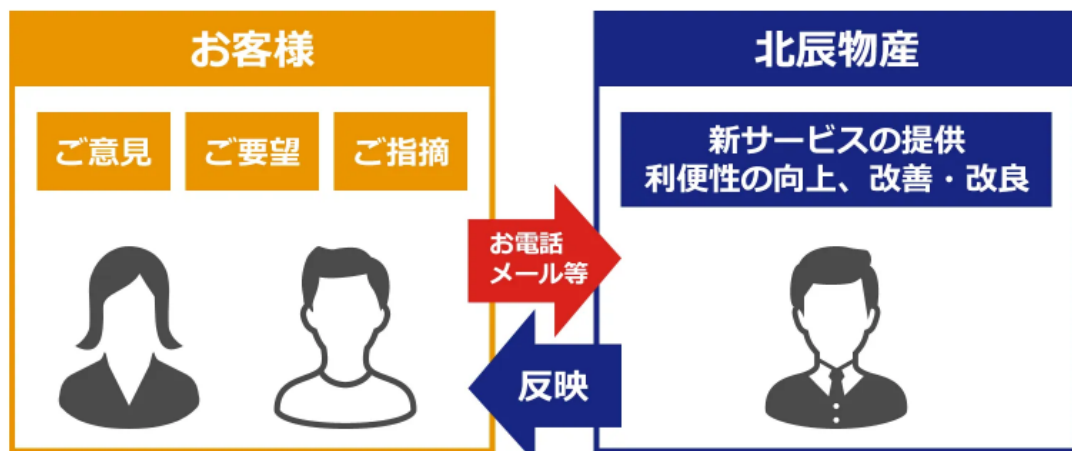 お客様
ご意見
ご要望
ご指摘
お電話
メール等
反映
北辰物産
新サービスの提供
利便性の向上、改善・改良